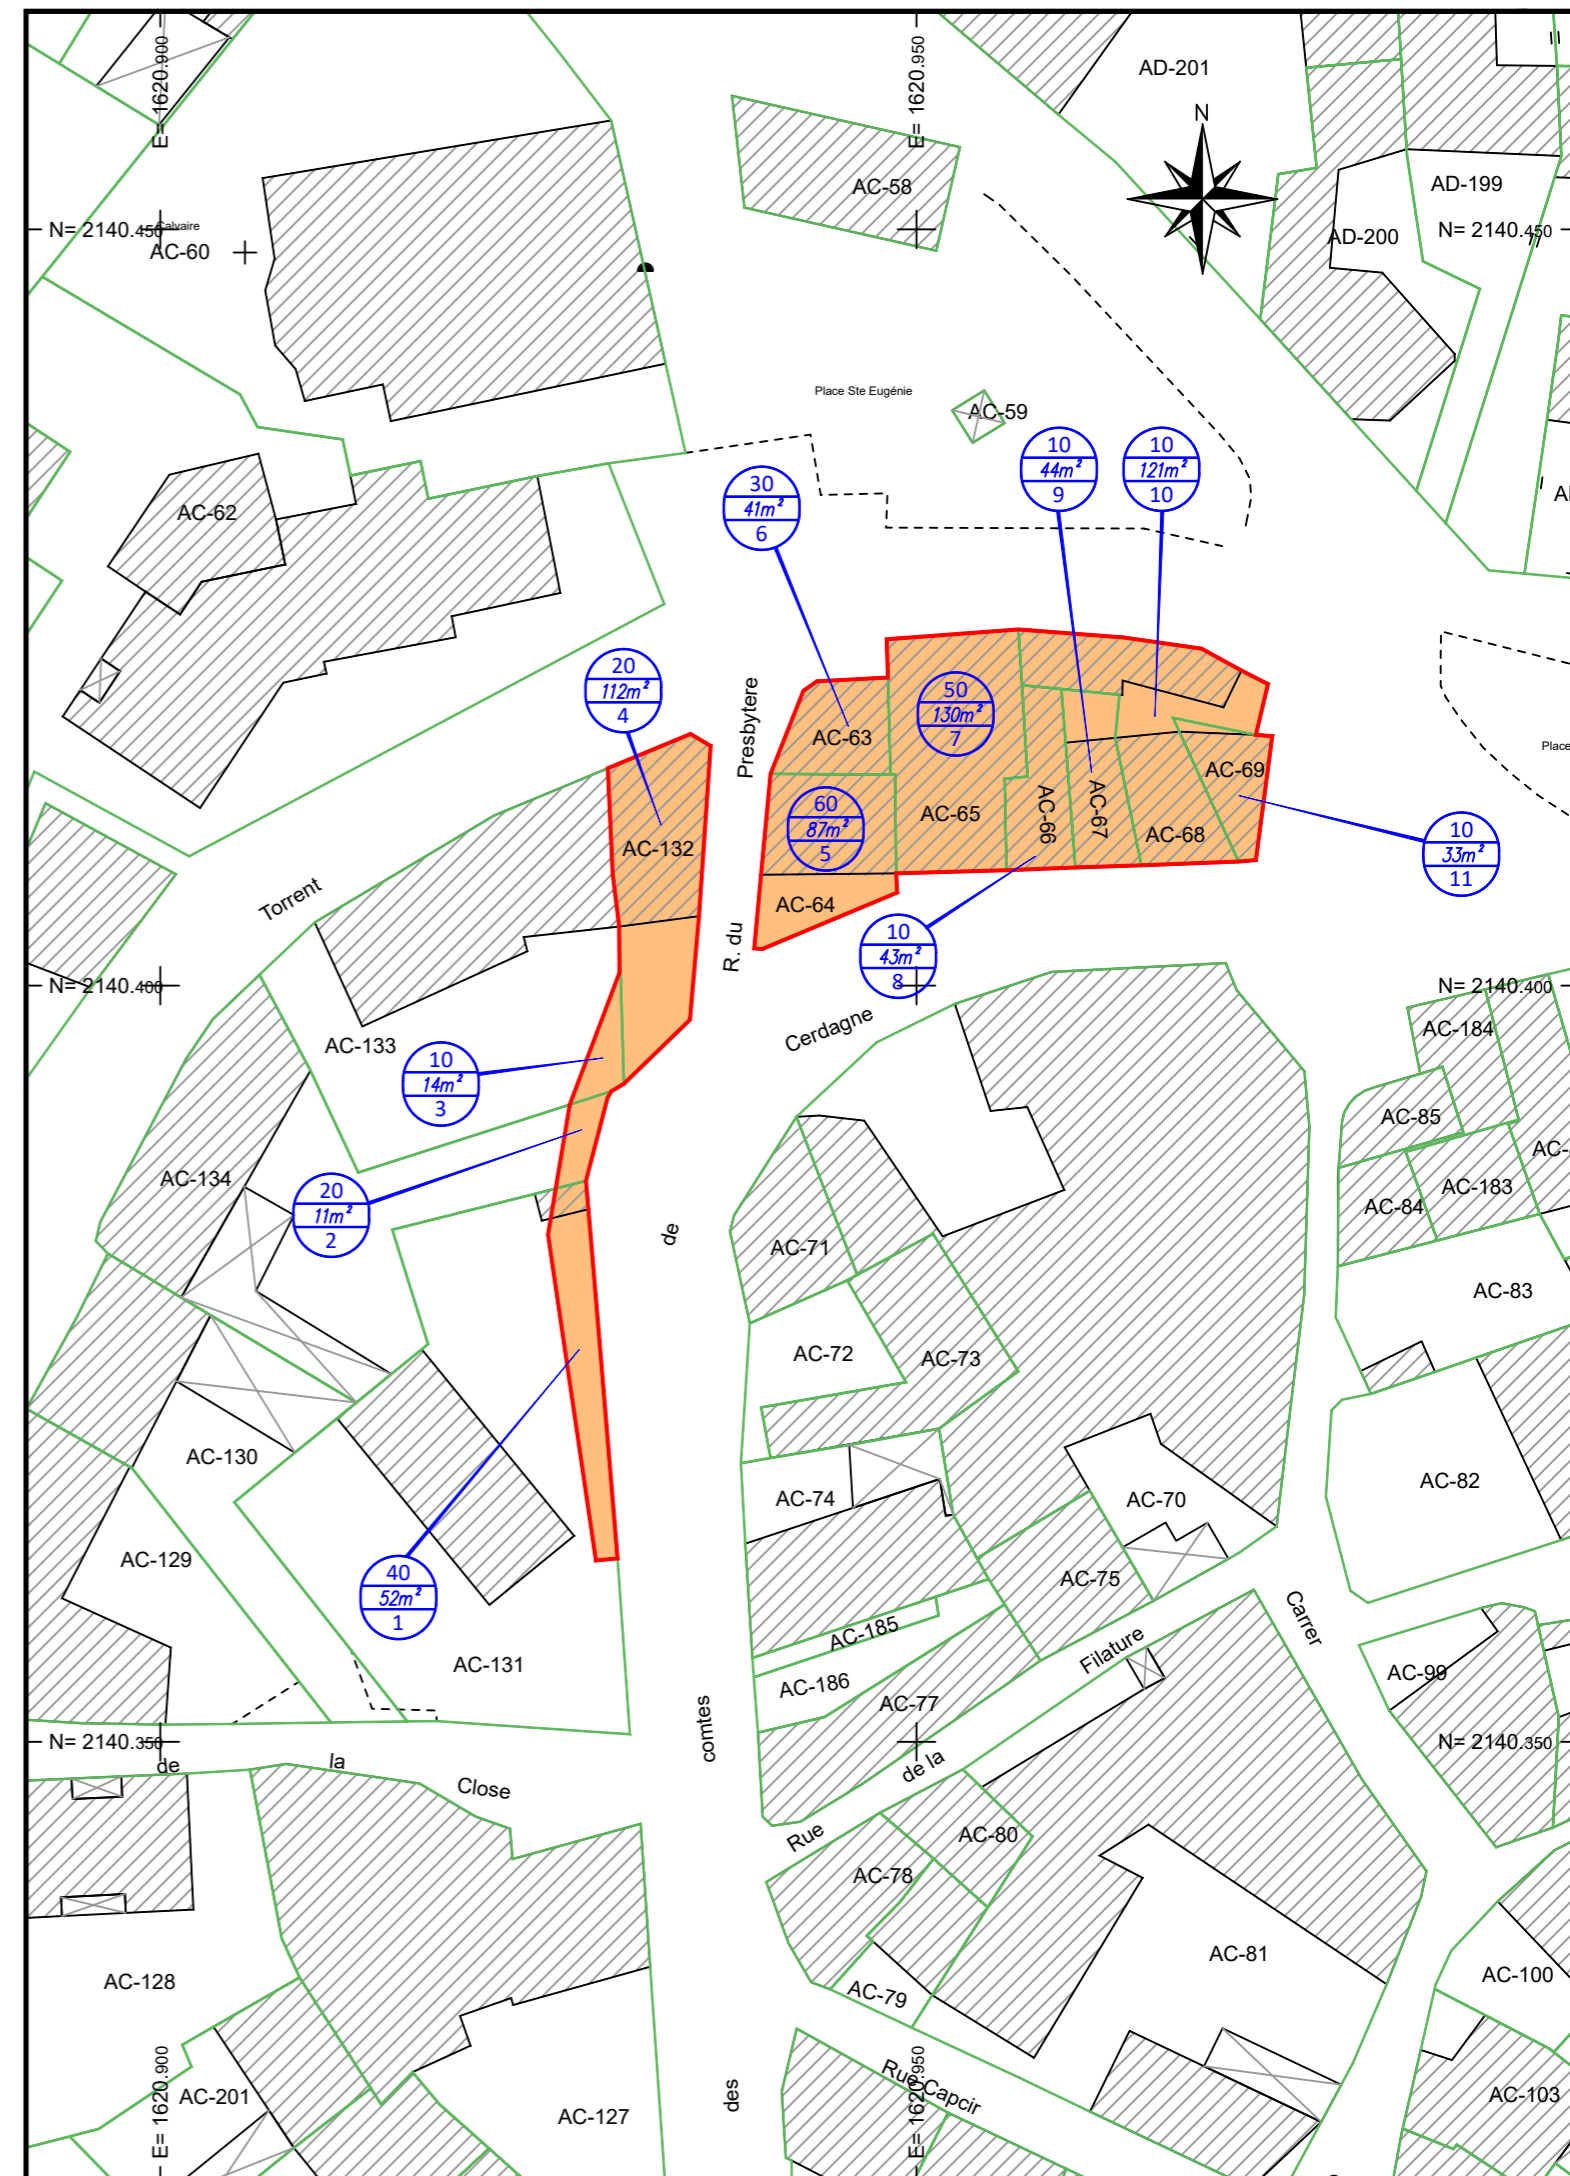 E= 1620.900
E= 1620.950
AD-201
N
AC-58
AD-199
N= 2140.450
Calvaire
AC-60
AD-200
N= 2140.450
Place Ste Eugénie
AC-59
10
44m²
9
10
121m²
10
30
41m²
6
AC-62
20
112m²
4
Presbytere
AC-63
50
130m²
7
Place
AC-69
60
87m²
5
AC-65
AC-66
AC-67
AC-68
AC-132
10
33m²
11
Torrent
AC-64
R. du
10
43m²
8
N= 2140.400
N= 2140.400
Cerdagne
AC-184
AC-133
10
14m²
3
AC-85
AC-134
AC-183
AC-84
20
11m²
2
de
AC-71
AC-83
AC-72
AC-73
AC-130
AC-82
AC-74
AC-70
AC-129
40
52m²
1
AC-75
Carrer
AC-185
Filature
AC-131
AC-99
AC-186
AC-77
comtes
N= 2140.350
N= 2140.350
de
la
de la
Close
Rue
AC-80
AC-78
AC-81
AC-128
AC-79
AC-100
E= 1620.900
E= 1620.950
Rue Capcir
AC-201
des
AC-127
AC-103